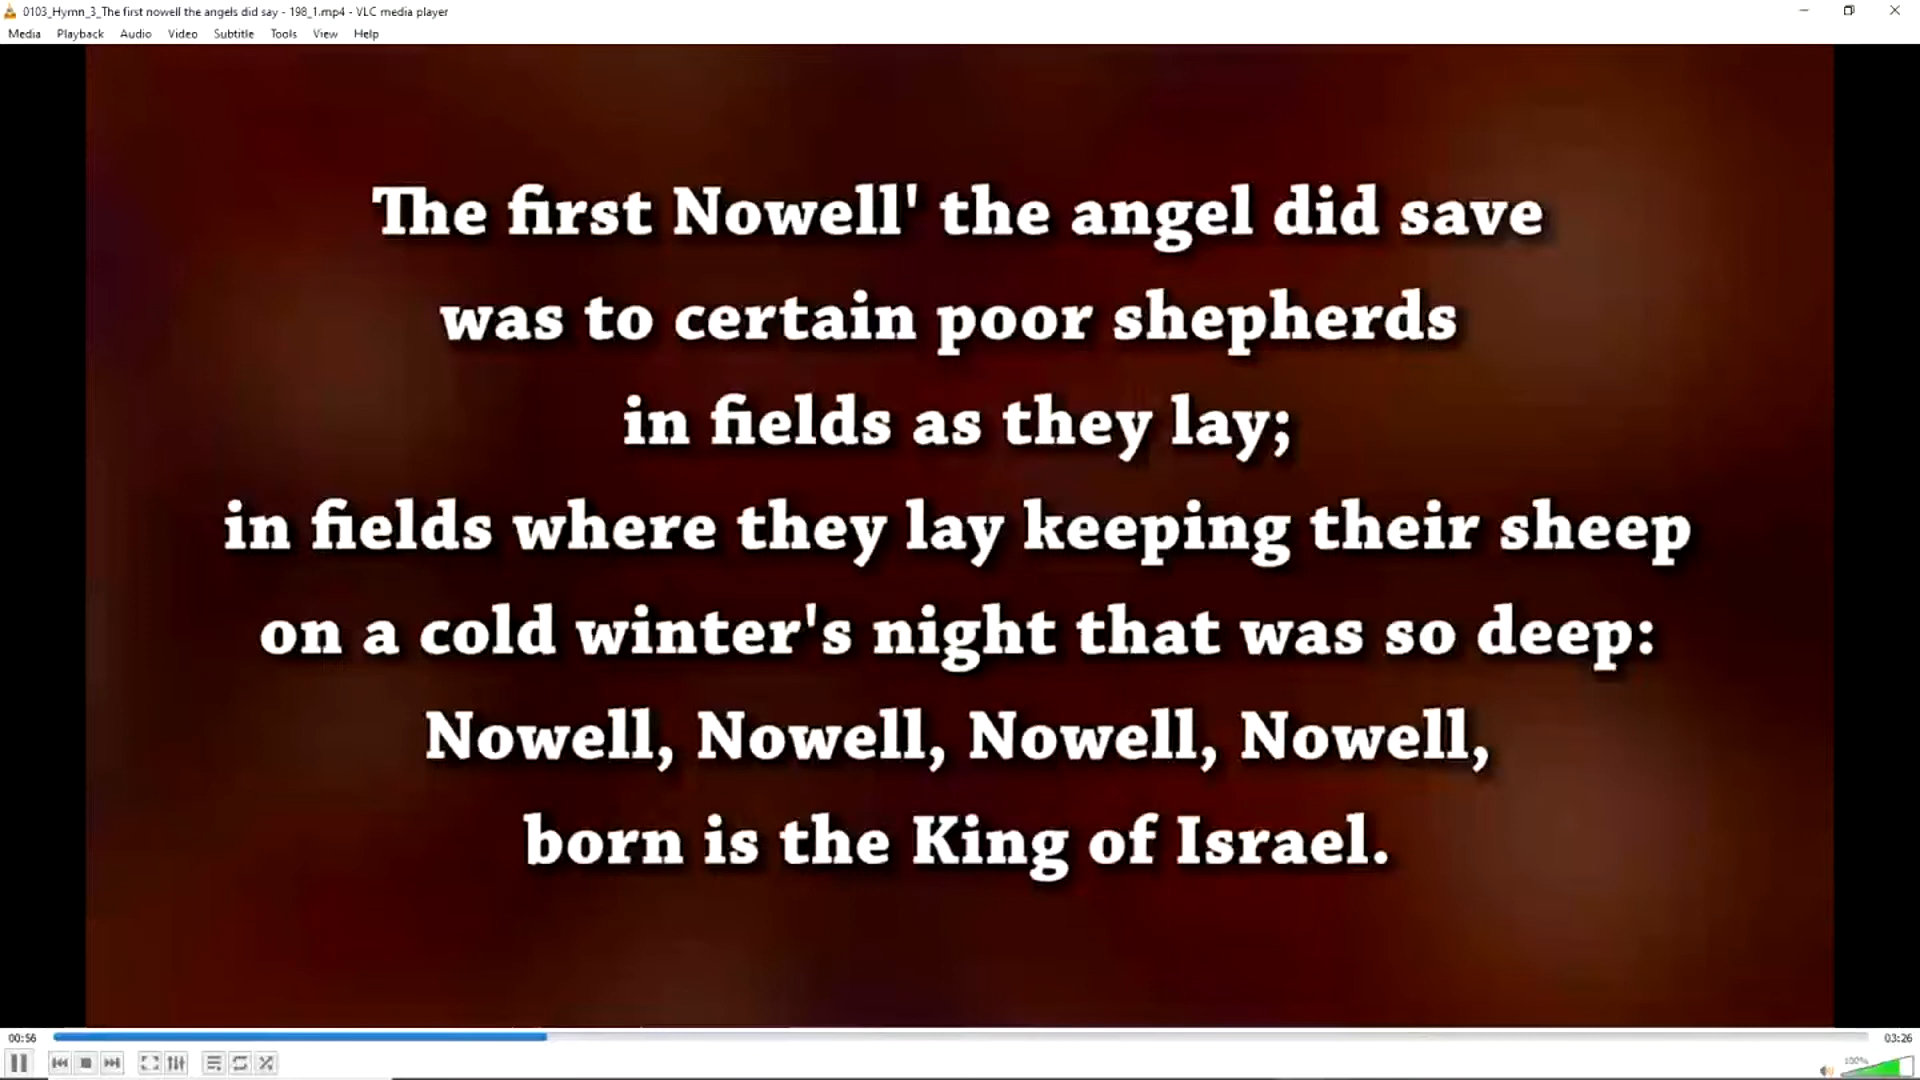 0103_Hymn_3_The first nowell the angels did say - 198_1.mp4 - VLC media player
Media Playback Audio Video Subtitle Tools View Help
The first Nowell' the angel did save
was to certain poor shepherds
in fields as they lay;
in fields where they lay keeping their sheep
on a cold winter's night that was so deep:
Nowell, Nowell, Nowell, Nowell,
born is the King of Israel.
00:56 03:26
100%